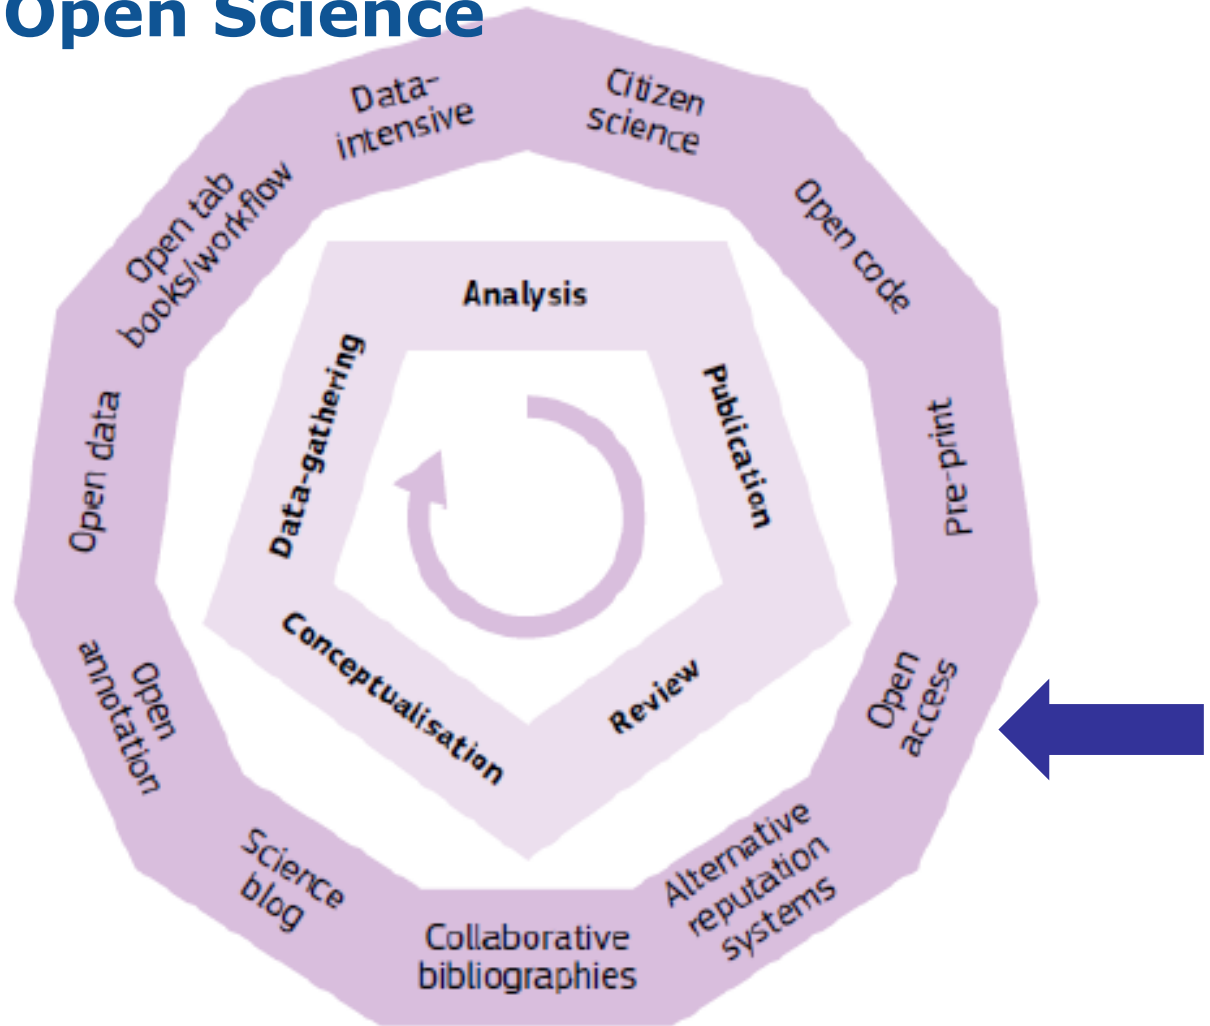 Open Science
Data-
intensive
Citizen
science
Open code
Pre-print
Open
access
Alternative
reputation
systems
Collaborative
bibliographies
Science
blog
Open
annotation
Open data
Open tab
books/workflow
Analysis
Publication
Review
Conceptualisation
Data-gathering